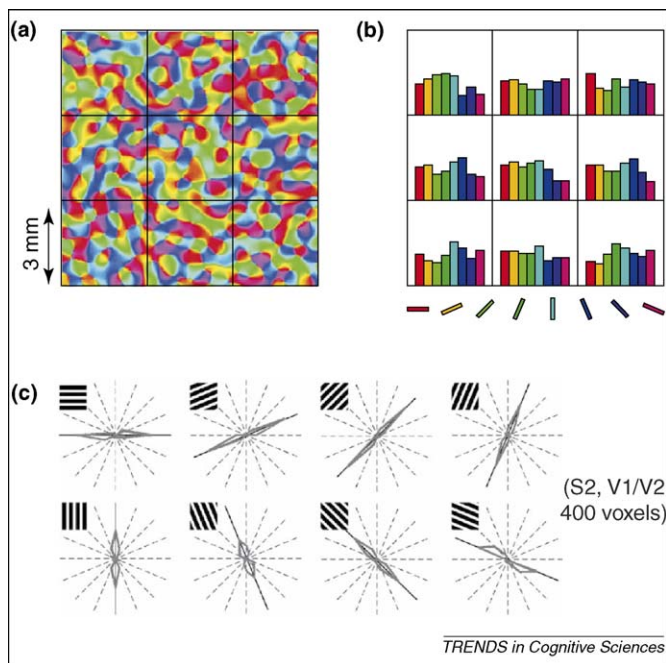 (a)
(b)
3 mm
(c)
(S2, V1/V2
400 voxels)
TRENDS in Cognitive Sciences